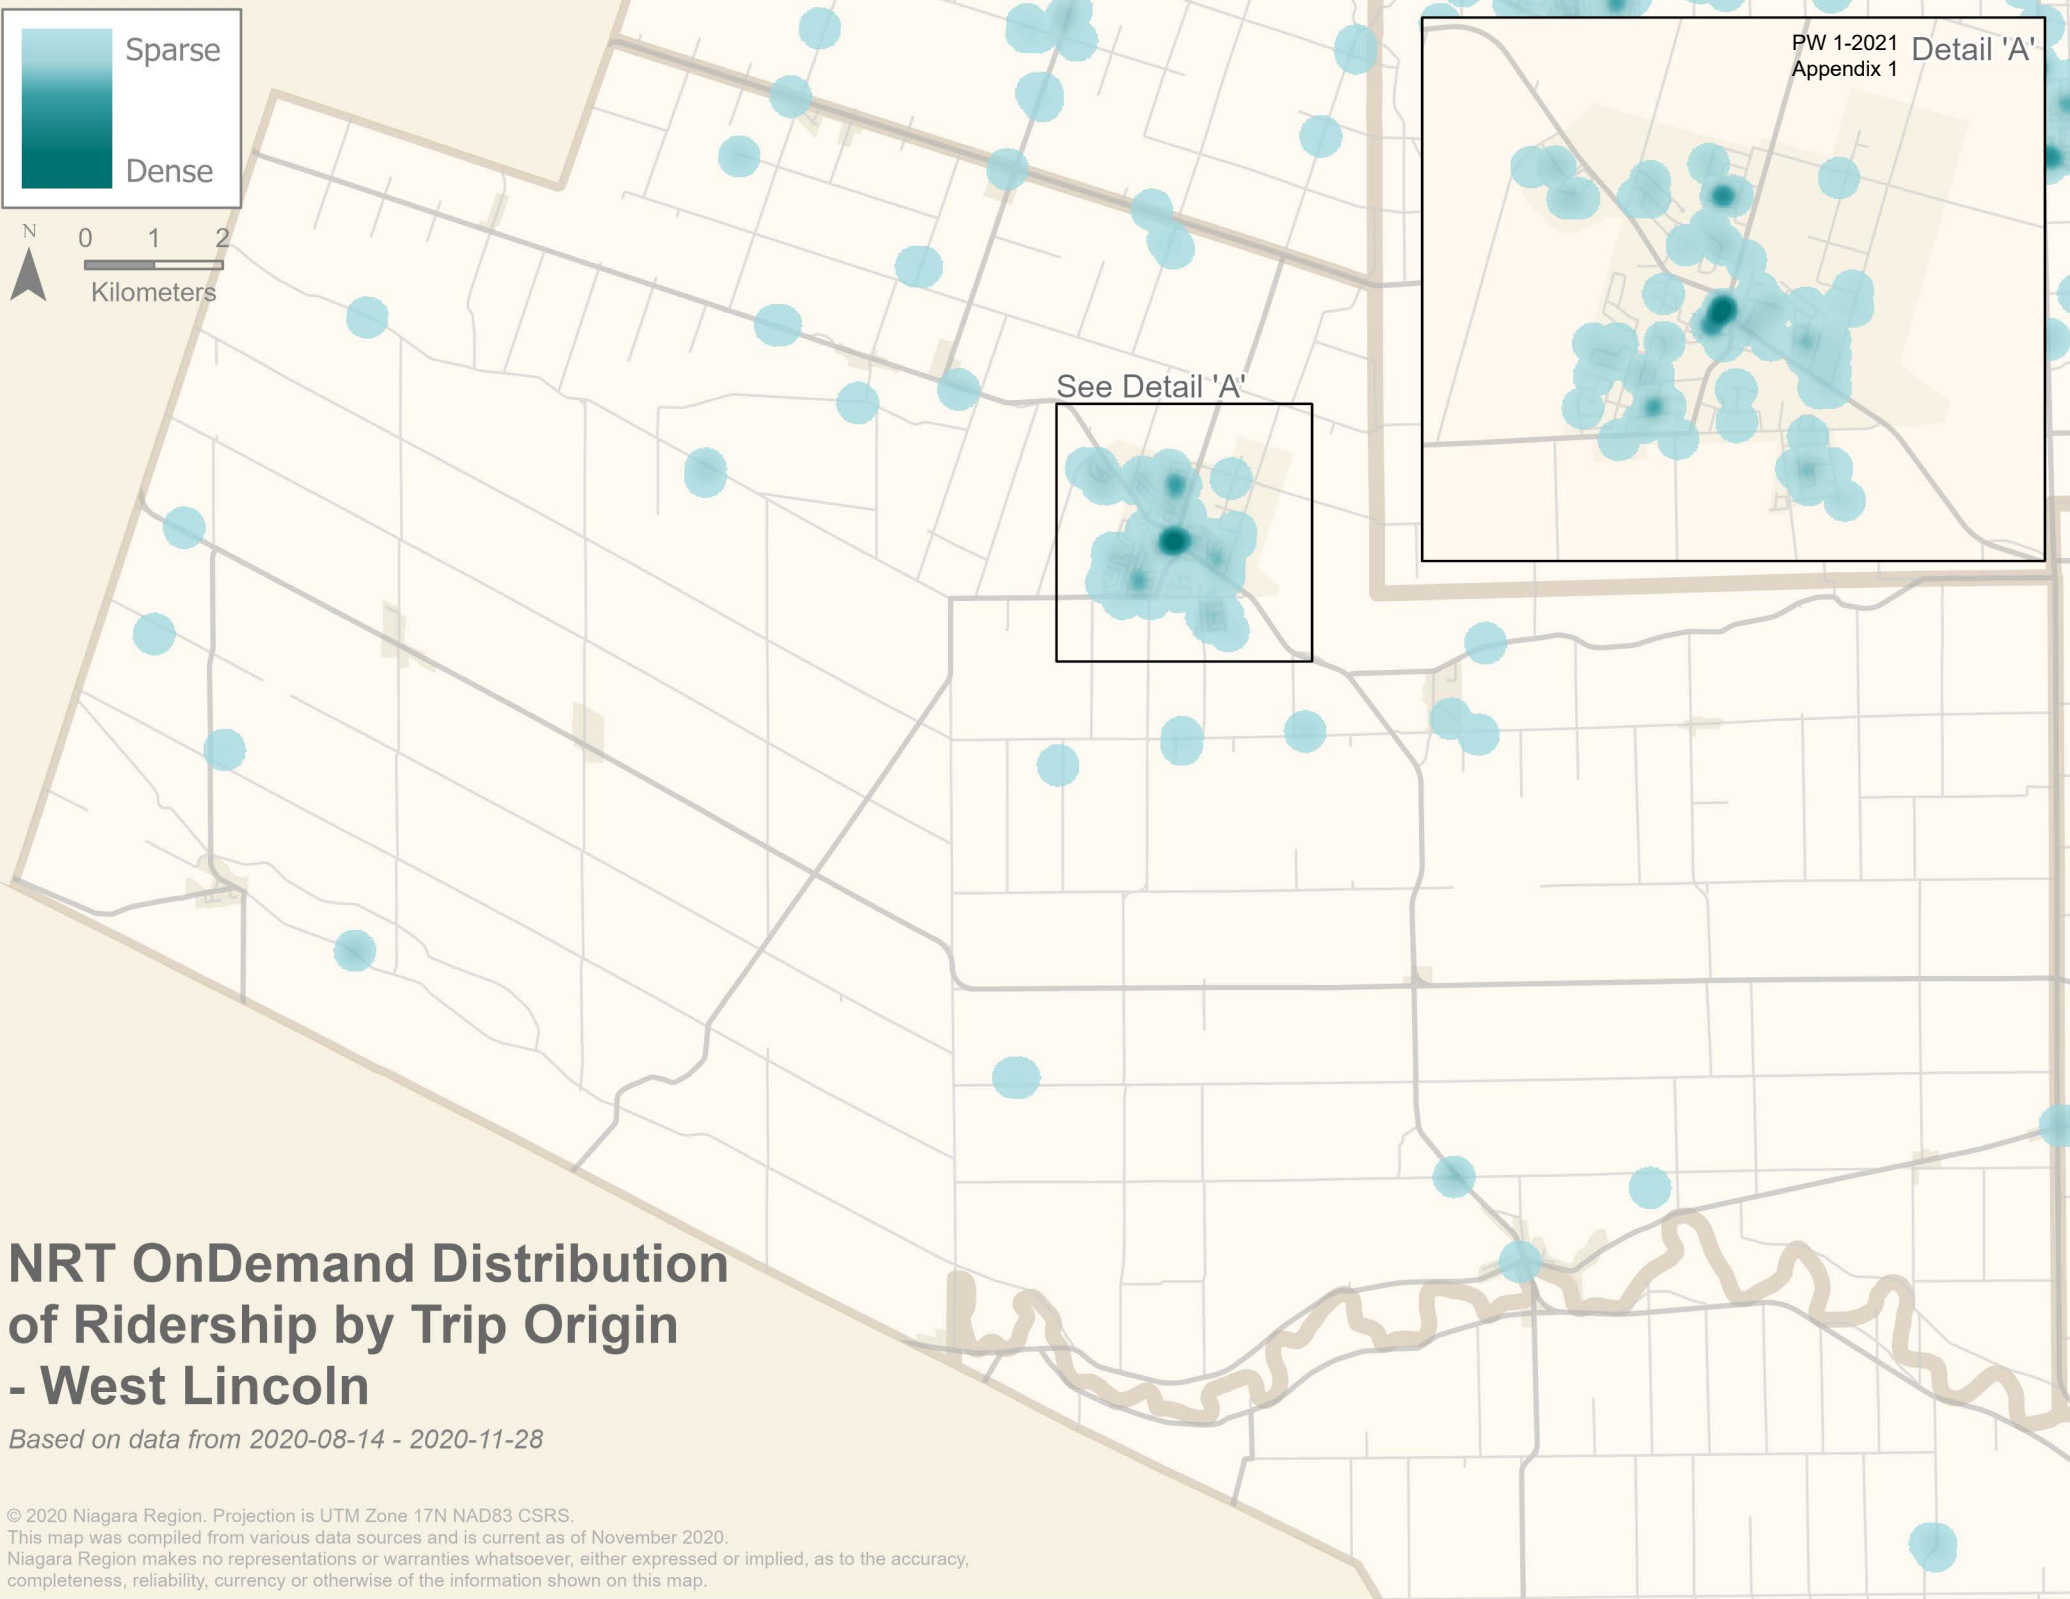 Sparse
Dense
N
0 1 2
Kilometers
PW 1-2021
Appendix 1
Detail 'A'
See Detail 'A'
NRT OnDemand Distribution
of Ridership by Trip Origin
- West Lincoln
Based on data from 2020-08-14 - 2020-11-28
© 2020 Niagara Region. Projection is UTM Zone 17N NAD83 CSRS.
This map was compiled from various data sources and is current as of November 2020.
Niagara Region makes no representations or warranties whatsoever, either expressed or implied, as to the accuracy,
completeness, reliability, currency or otherwise of the information shown on this map.